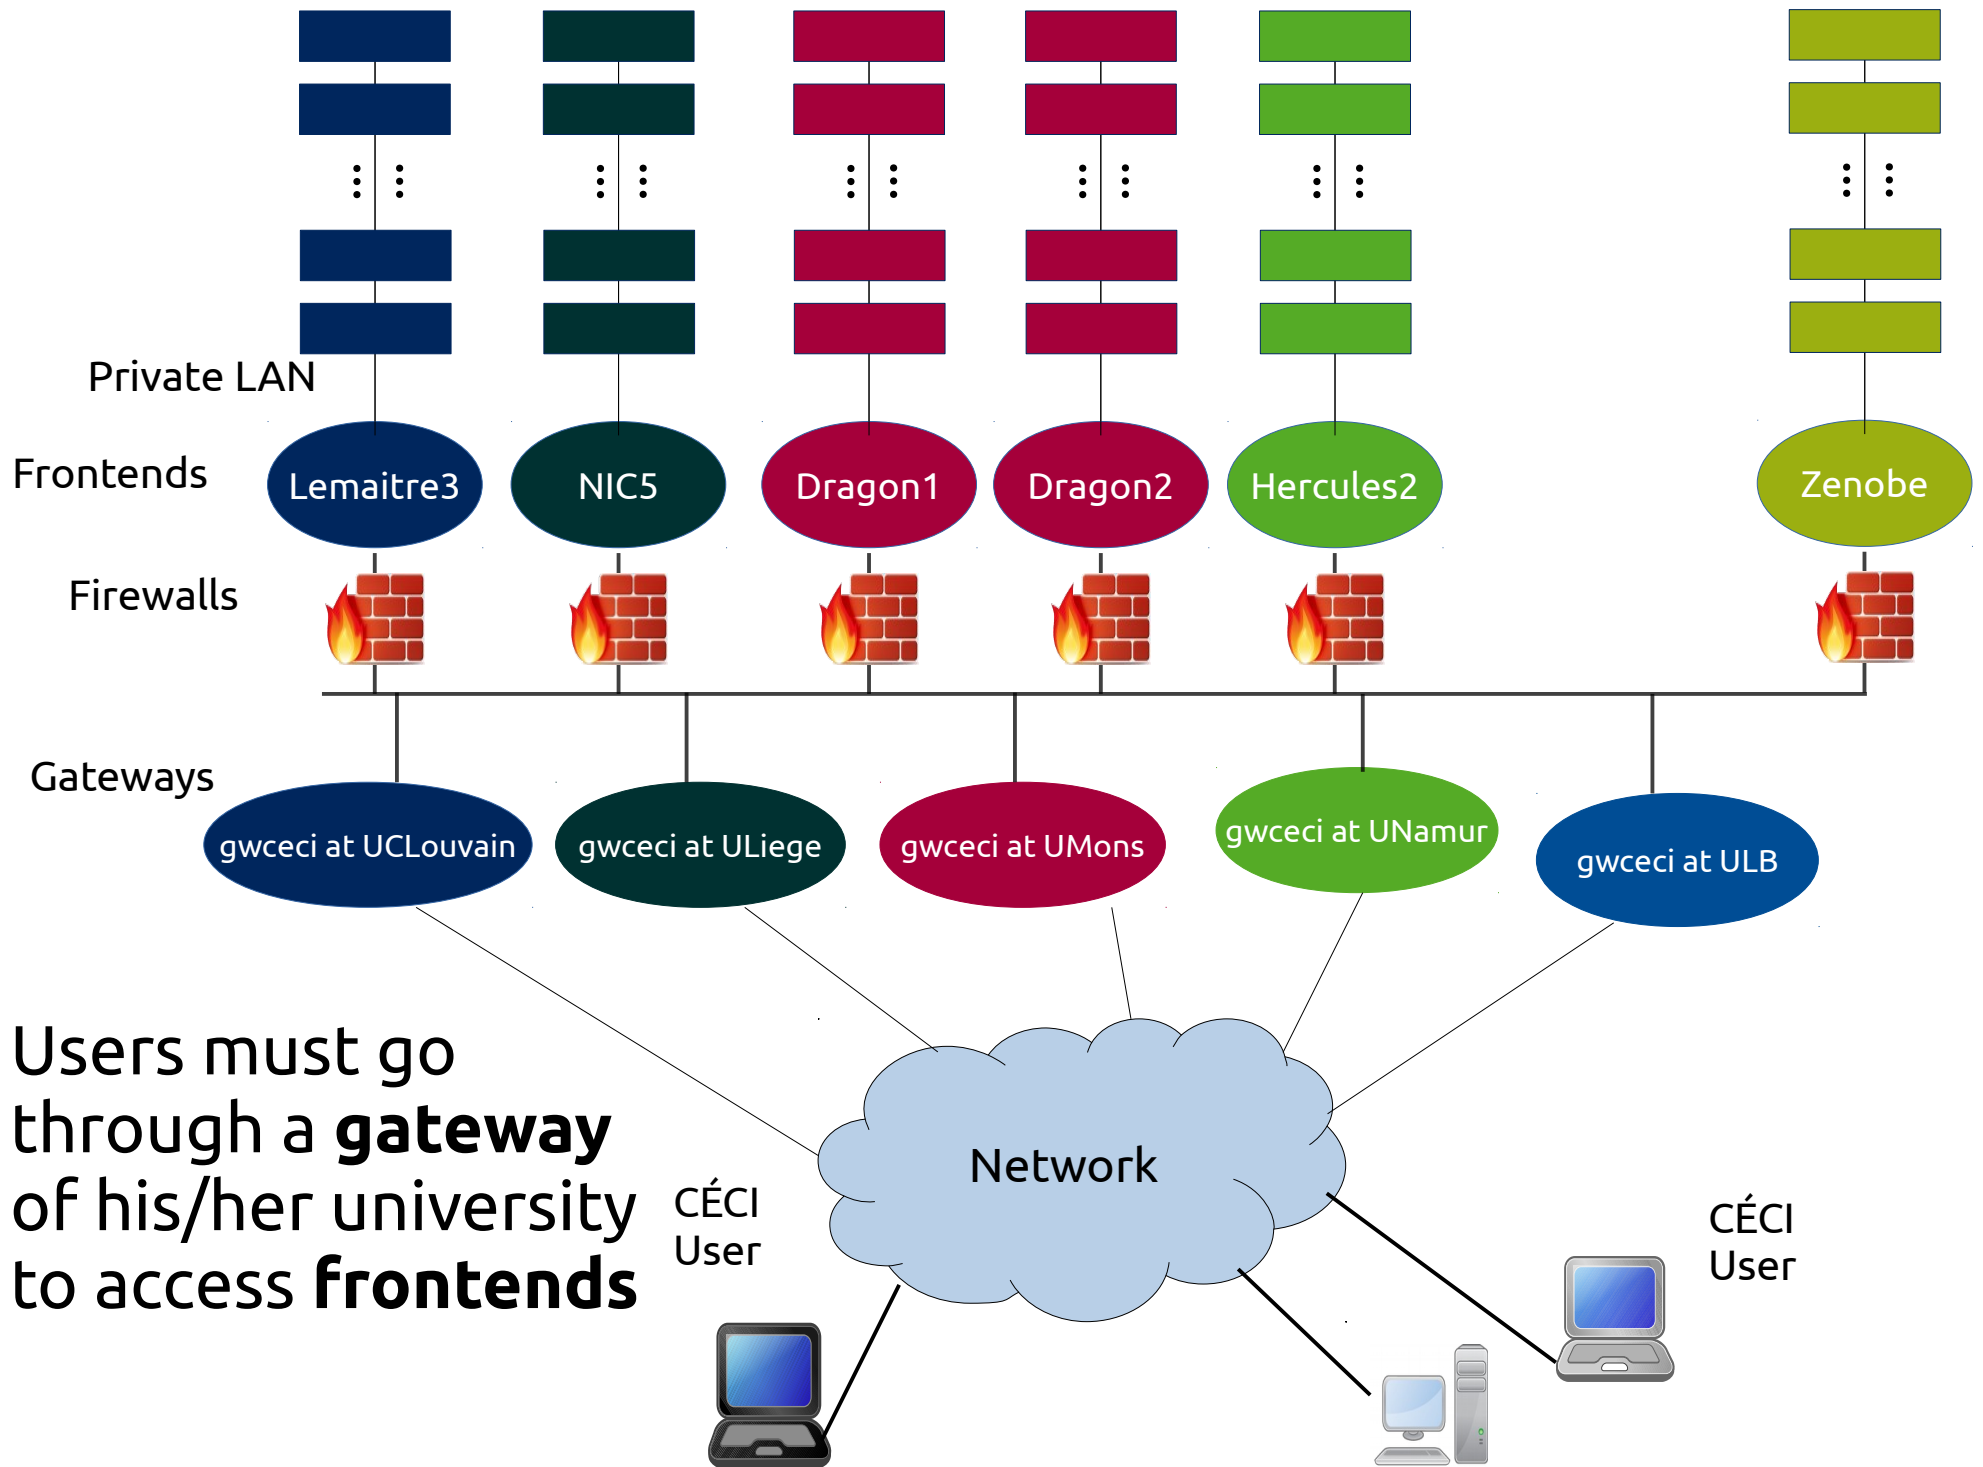 Private LAN
Frontends
Lemaitre3
NIC5
Dragon1
Dragon2
Hercules2
Zenobe
Firewalls
Gateways
gwceci at UCLouvain
gwceci at ULiege
gwceci at UMons
gwceci at UNamur
gwceci at ULB
Users must go
through a gateway
of his/her university
to access frontends
Network
CÉCI
User
CÉCI
User